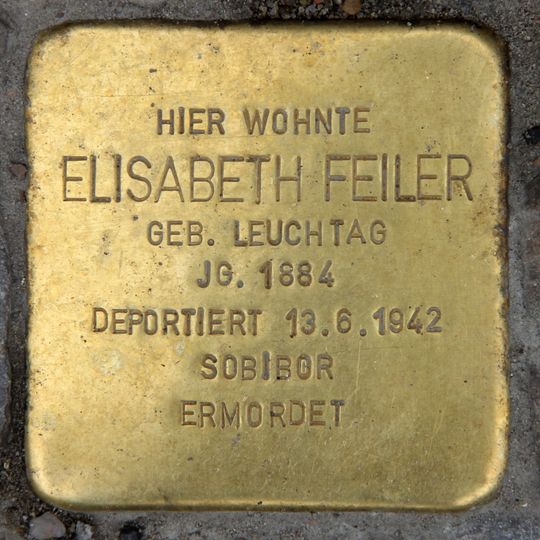 HIER WOHNTE
ELISABETH FEILER
GEB. LEUCHTAG
JG. 1884
DEPORTIERT 13.6.1942
SOBIBOR
ERMORDET